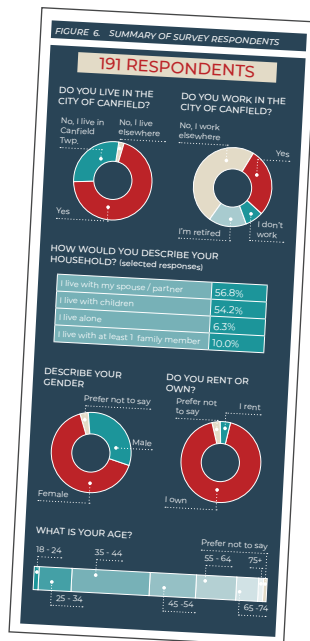 FIGURE 6. SUMMARY OF SURVEY RESPONDENTS
191 RESPONDENTS
DO YOU LIVE IN THE
CITY OF CANFIELD?
No, I live in
Canfield
Twp.
No, I live
elsewhere
Yes
DO YOU WORK IN THE
CITY OF CANFIELD?
No, I work
elsewhere
Yes
I'm retired
I don't
work
HOW WOULD YOU DESCRIBE YOUR
HOUSEHOLD? (selected responses)
I live with my spouse / partner 56.8%
I live with children 54.2%
I live alone 6.3%
I live with at least 1 family member 10.0%
DESCRIBE YOUR
GENDER
Prefer not to say
Male
Female
DO YOU RENT OR
OWN?
Prefer not
to say
I rent
I own
WHAT IS YOUR AGE?
18 - 24
35 - 44
Prefer not to say
55 - 64
75+
25 - 34
45 -54
65 -74